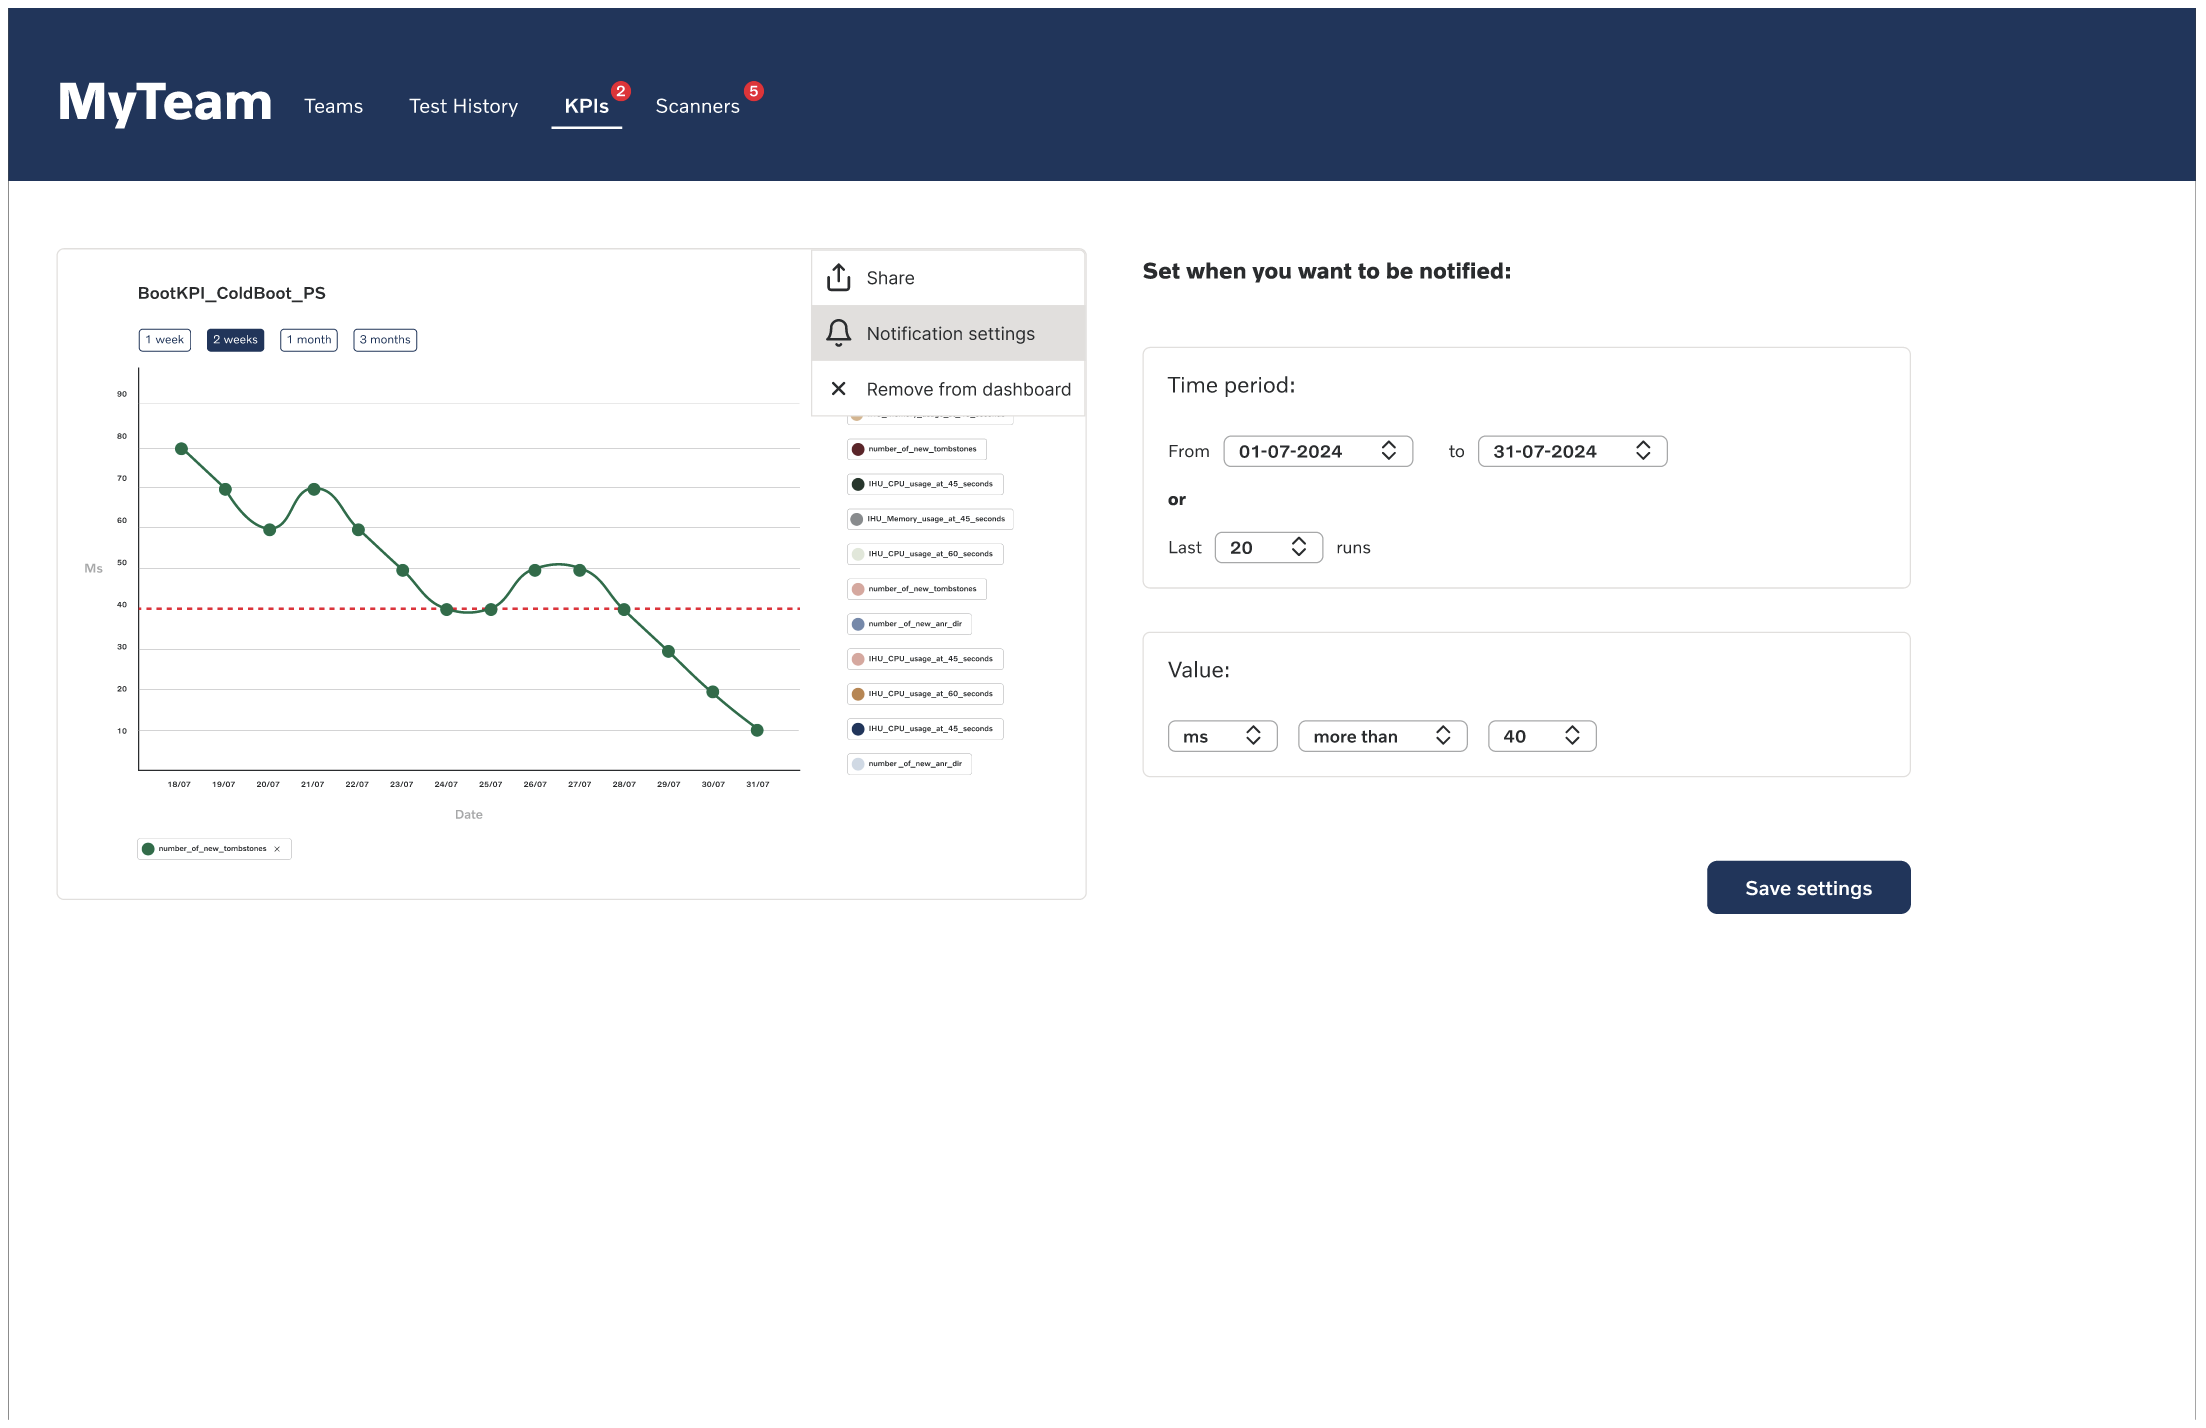 MyTeam
Teams
Test History
KPIs
2
Scanners
5
BootKPI_ColdBoot_PS
1 week
2 weeks
1 month
3 months
Share
Notification settings
Remove from dashboard
90
80
70
60
50
40
30
20
10
Ms
18/07 19/07 20/07 21/07 22/07 23/07 24/07 25/07 26/07 27/07 28/07 29/07 30/07 31/07
Date
number_of_new_tombstones ×
number_of_new_tombstones
IHU_CPU_usage_at_45_seconds
IHU_Memory_usage_at_45_seconds
IHU_CPU_usage_at_60_seconds
number_of_new_tombstones
number_of_new_anr_dir
IHU_CPU_usage_at_45_seconds
IHU_CPU_usage_at_60_seconds
IHU_CPU_usage_at_45_seconds
number_of_new_anr_dir
Set when you want to be notified:
Time period:
From 01-07-2024 to 31-07-2024
or
Last 20 runs
Value:
ms more than 40
Save settings